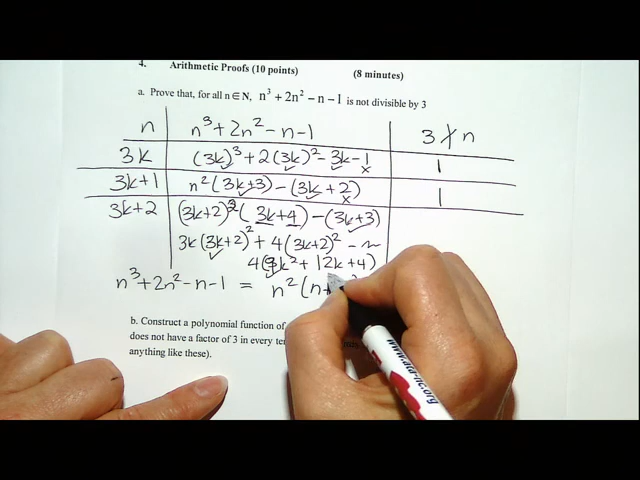 4. Arithmetic Proofs (10 points) (8 minutes)
a. Prove that, for all n ∈ N, n³ + 2n² − n − 1 is not divisible by 3
n n³ + 2n² − n − 1 3 ∤ n
3k (3k)³ + 2(3k)² − 3k − 1 1
3k+1 n²(3k+3) − (3k+2) 1
3k+2 (3k+2)²(3k+4) − (3k+3)
3k(3k+2)² + 4(3k+2)² − ~
4(9k² + 12k + 4)
n³ + 2n² − n − 1 = n²(n+
b. Construct a polynomial function of
does not have a factor of 3 in every
anything like these).
www.dta-llc.org